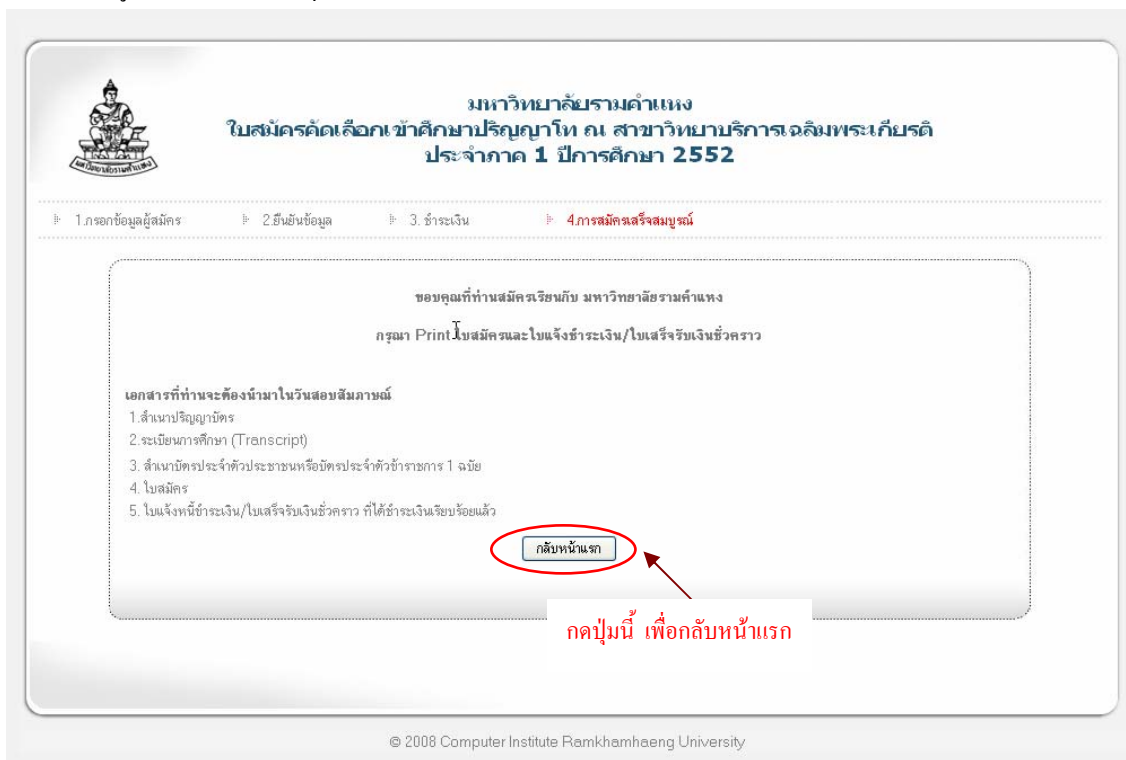 มหาวิทยาลัยรามคำแหง
ใบสมัครคัดเลือกเข้าศึกษาปริญญาโท ณ สาขาวิทยาบริการเฉลิมพระเกียรติ
ประจำภาค 1 ปีการศึกษา 2552
มหาวิทยาลัยรามคำแหง
1.กรอกข้อมูลผู้สมัคร 2.ยืนยันข้อมูล 3. ชำระเงิน 4.การสมัครเสร็จสมบูรณ์
ขอบคุณที่ท่านสมัครเรียนกับ มหาวิทยาลัยรามคำแหง
กรุณา Print ใบสมัครและใบแจ้งชำระเงิน/ใบเสร็จรับเงินชั่วคราว
เอกสารที่ท่านจะต้องนำมาในวันสอบสัมภาษณ์
1.สำเนาปริญญาบัตร
2.ระเบียนการศึกษา (Transcript)
3. สำเนาบัตรประจำตัวประชาชนหรือบัตรประจำตัวข้าราชการ 1 ฉบัย
4. ใบสมัคร
5. ใบแจ้งหนี้ชำระเงิน/ใบเสร็จรับเงินชั่วคราว ที่ได้ชำระเงินเรียบร้อยแล้ว
กลับหน้าแรก
กดปุ่มนี้ เพื่อกลับหน้าแรก
© 2008 Computer Institute Ramkhamhaeng University